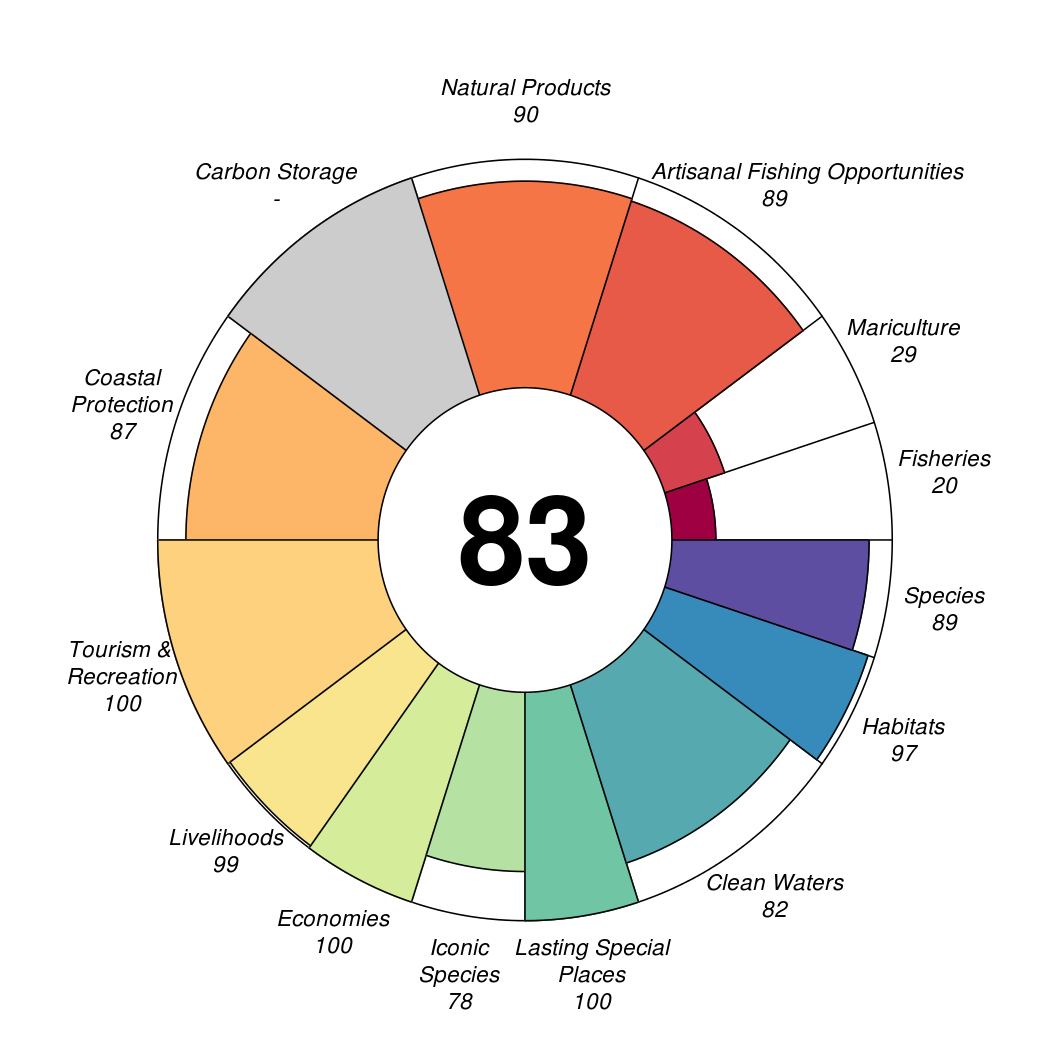 Natural Products
90
Carbon Storage
-
Artisanal Fishing Opportunities
89
Mariculture
29
Coastal
Protection
87
Fisheries
20
83
Species
89
Tourism &
Recreation
100
Habitats
97
Livelihoods
99
Clean Waters
82
Economies
100
Iconic
Species
78
Lasting Special
Places
100